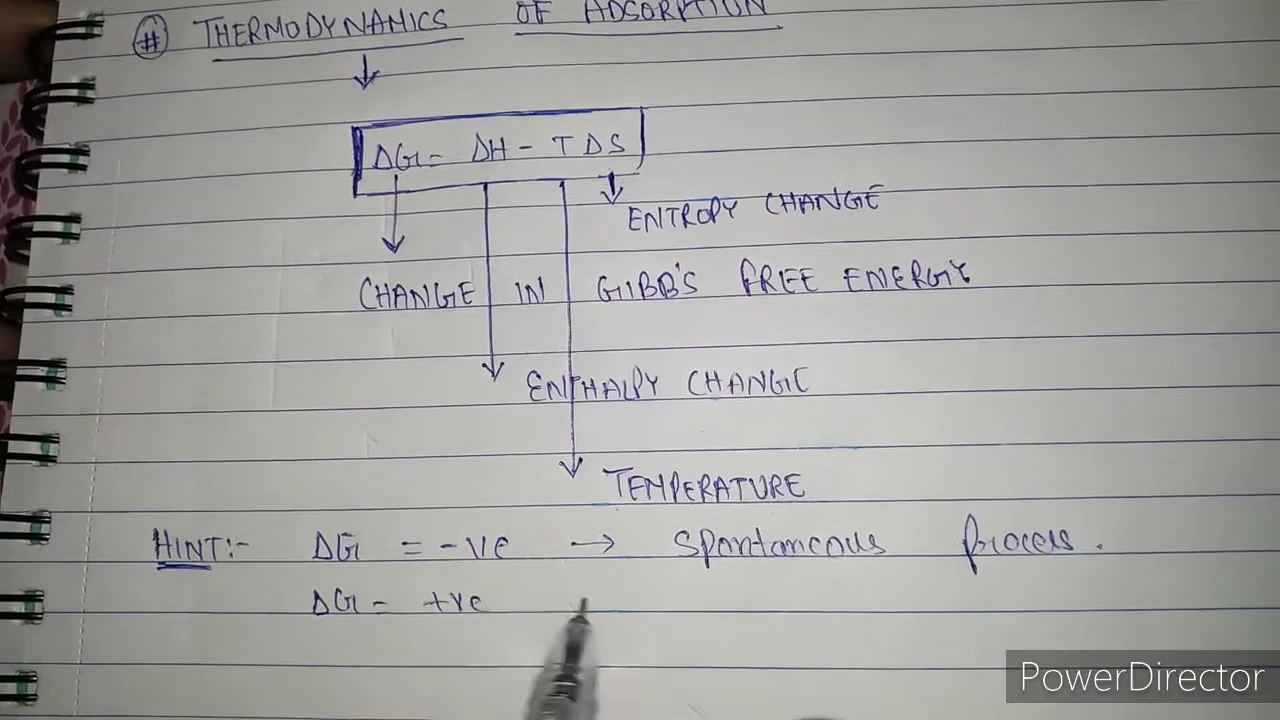 # THERMODYNAMICS OF ADSORPTION
ΔG = ΔH - TΔS
ENTROPY CHANGE
CHANGE IN GIBB'S FREE ENERGY
ENTHALPY CHANGE
TEMPERATURE
HINT:- ΔG = -ve → Spontaneous process.
ΔG = +ve
PowerDirector